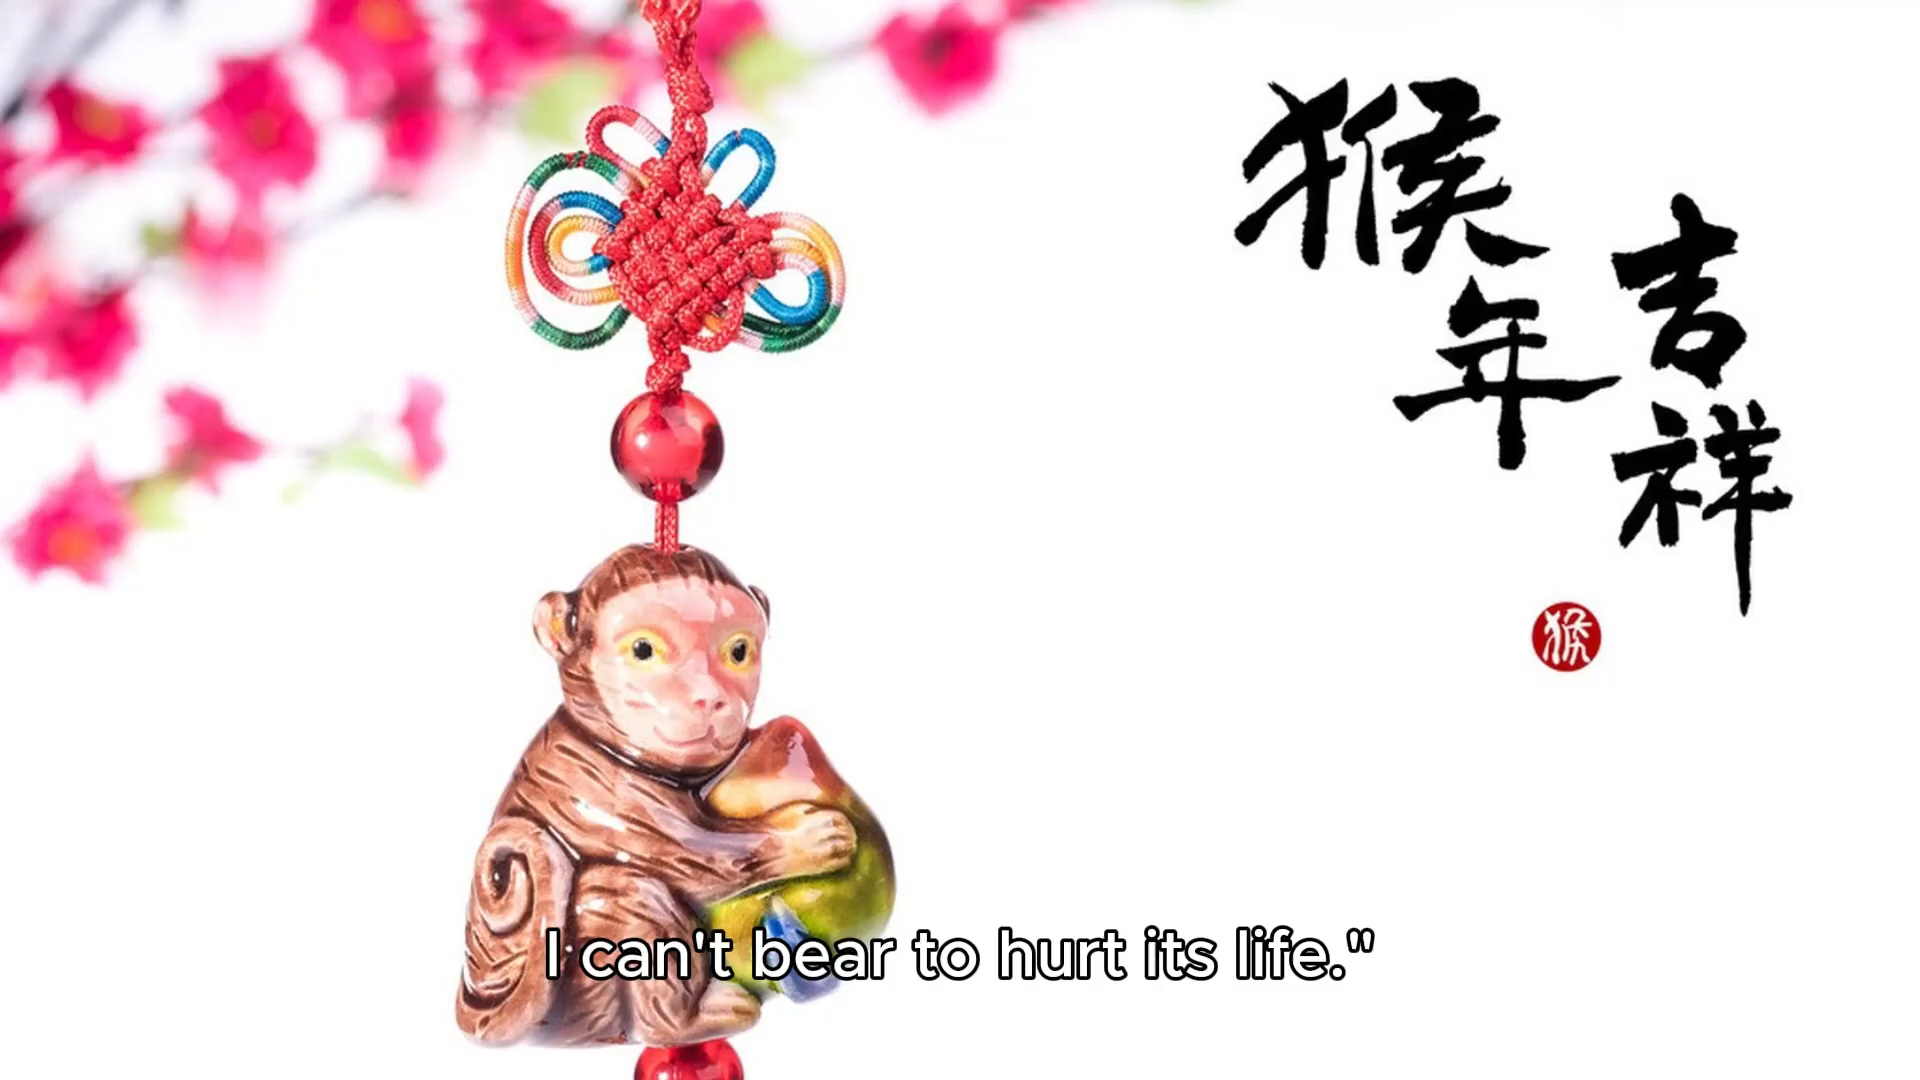 猴年
吉祥
猴
I can't bear to hurt its life."